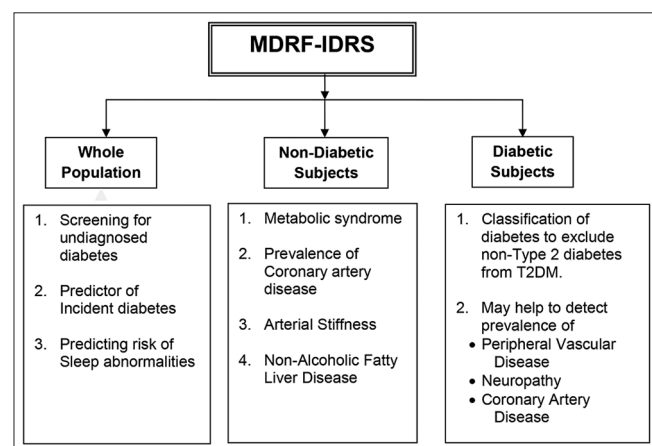 MDRF-IDRS
Whole
Population
Non-Diabetic
Subjects
Diabetic
Subjects
1. Screening for
undiagnosed
diabetes
2. Predictor of
Incident diabetes
3. Predicting risk of
Sleep abnormalities
1. Metabolic syndrome
2. Prevalence of
Coronary artery
disease
3. Arterial Stiffness
4. Non-Alcoholic Fatty
Liver Disease
1. Classification of
diabetes to exclude
non-Type 2 diabetes
from T2DM.
2. May help to detect
prevalence of
• Peripheral Vascular
Disease
• Neuropathy
• Coronary Artery
Disease